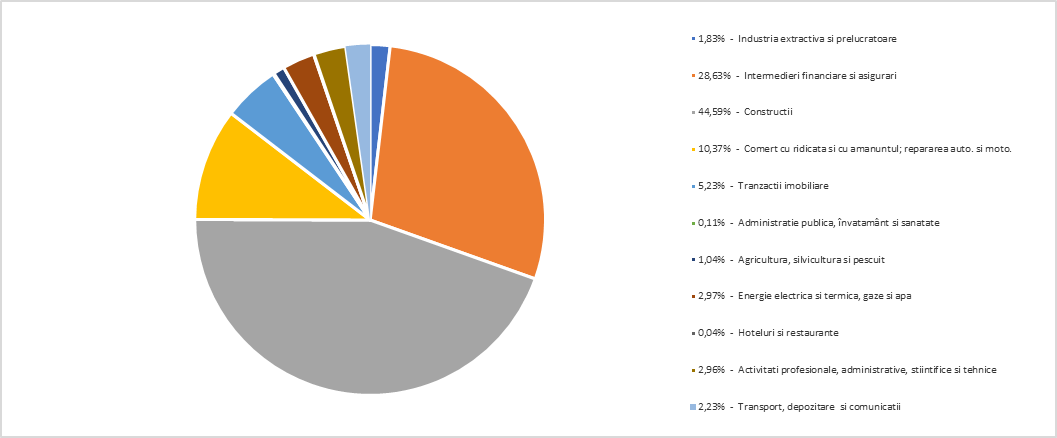 1,83% - Industria extractiva si prelucratoare
28,63% - Intermedieri financiare si asigurari
44,59% - Constructii
10,37% - Comert cu ridicata si cu amanuntul; repararea auto. si moto.
5,23% - Tranzactii imobiliare
0,11% - Administratie publica, învatamânt si sanatate
1,04% - Agricultura, silvicultura si pescuit
2,97% - Energie electrica si termica, gaze si apa
0,04% - Hoteluri si restaurante
2,96% - Activitati profesionale, administrative, stiintifice si tehnice
2,23% - Transport, depozitare si comunicatii